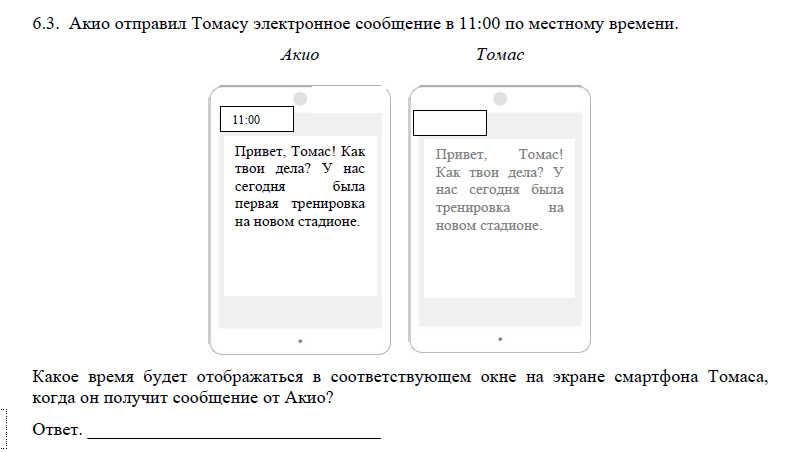 6.3. Акио отправил Томасу электронное сообщение в 11:00 по местному времени.
Акио
Томас
11:00
Привет, Томас! Как
твои дела? У нас
сегодня была
первая тренировка
на новом стадионе.
Привет, Томас!
Как твои дела? У
нас сегодня была
тренировка на
новом стадионе.
Какое время будет отображаться в соответствующем окне на экране смартфона Томаса,
когда он получит сообщение от Акио?
Ответ. ________________________________